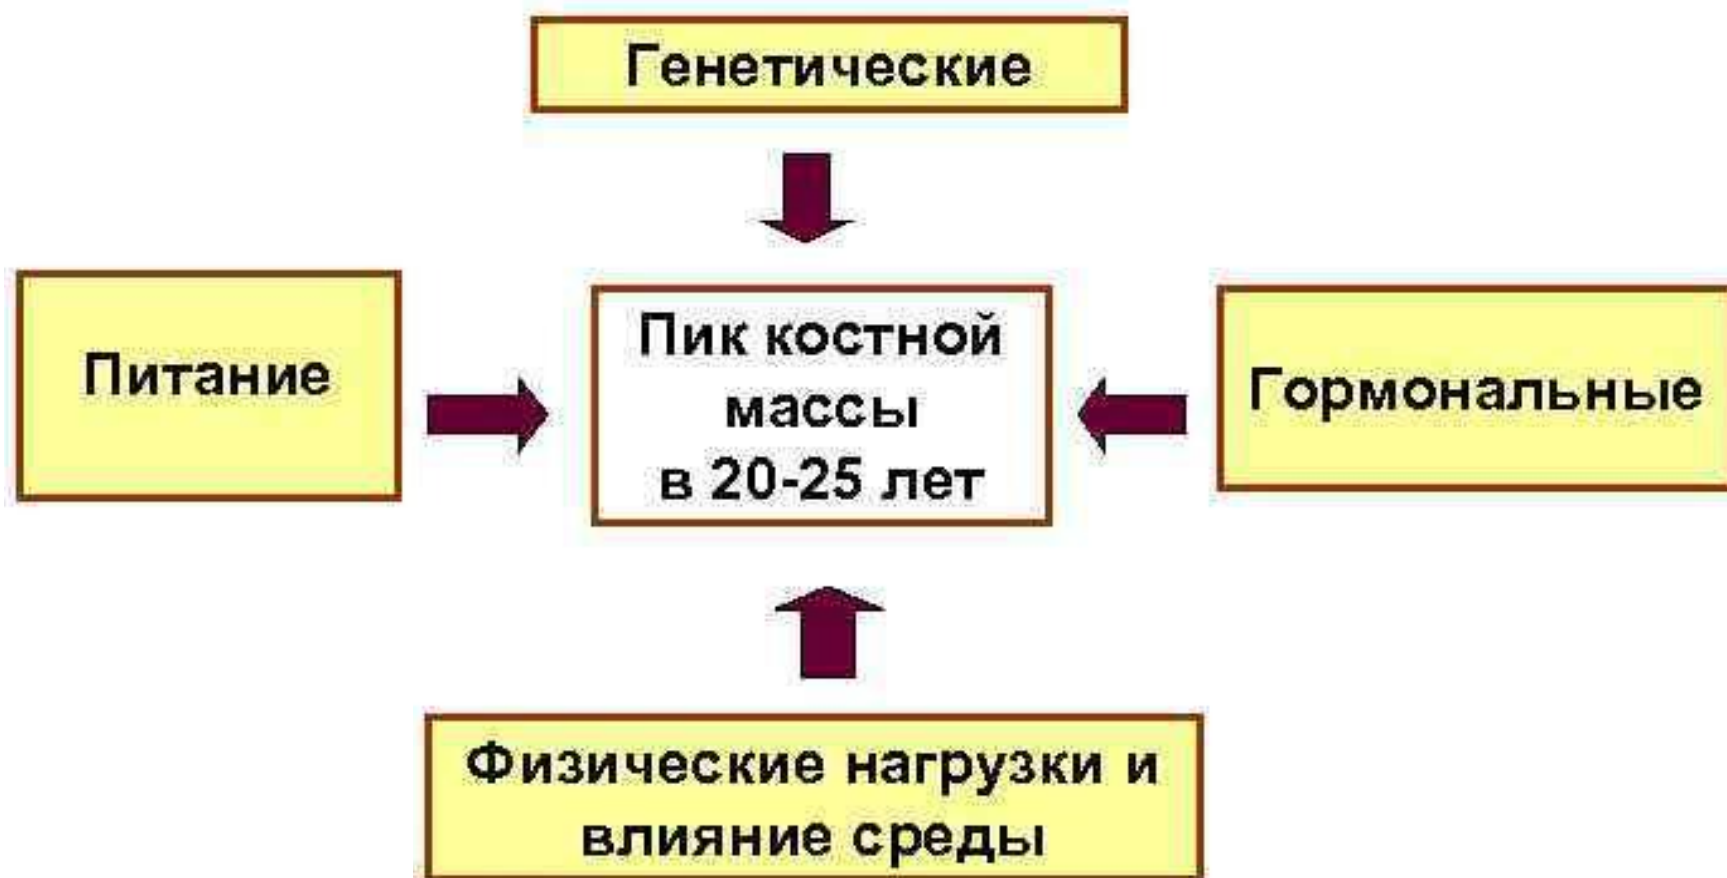 Генетические
Питание
Пик костной
массы
в 20-25 лет
Гормональные
Физические нагрузки и
влияние среды